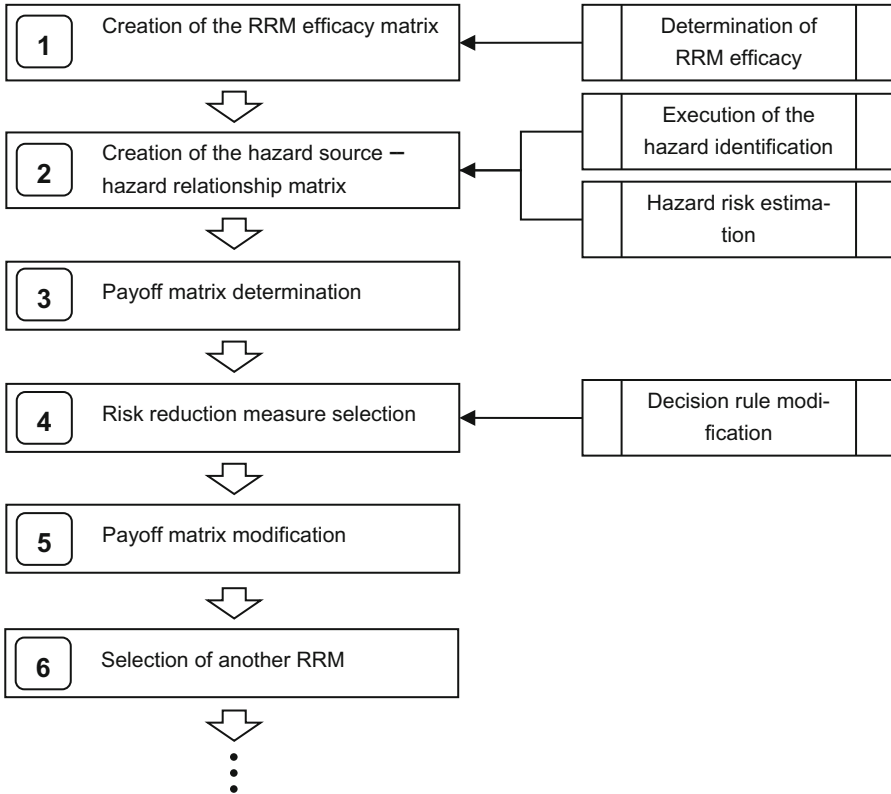 1
Creation of the RRM efficacy matrix
Determination of
RRM efficacy
2
Creation of the hazard source –
hazard relationship matrix
Execution of the
hazard identification
Hazard risk estima-
tion
3
Payoff matrix determination
4
Risk reduction measure selection
Decision rule modi-
fication
5
Payoff matrix modification
6
Selection of another RRM